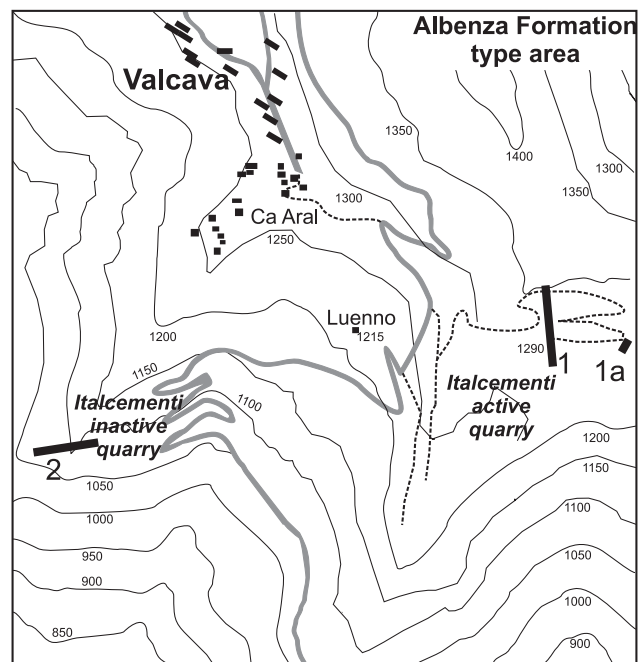 Albenza Formation
type area
Valcava
1350
1400
1300
1350
1300
Ca Aral
1250
Luenno
1215
1200
1290
1
1a
1150
Italcementi
inactive
quarry
1100
Italcementi
active
quarry
2
1050
1000
950
900
850
1200
1150
1100
1050
1000
900